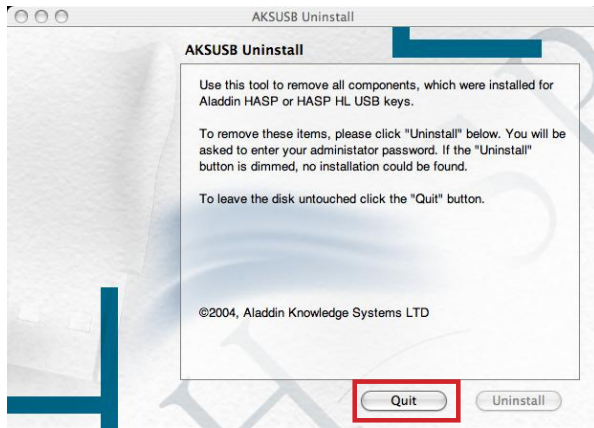 AKSUSB Uninstall
AKSUSB Uninstall
Use this tool to remove all components, which were installed for
Aladdin HASP or HASP HL USB keys.
To remove these items, please click "Uninstall" below. You will be
asked to enter your administator password. If the "Uninstall"
button is dimmed, no installation could be found.
To leave the disk untouched click the "Quit" button.
©2004, Aladdin Knowledge Systems LTD
Quit
Uninstall